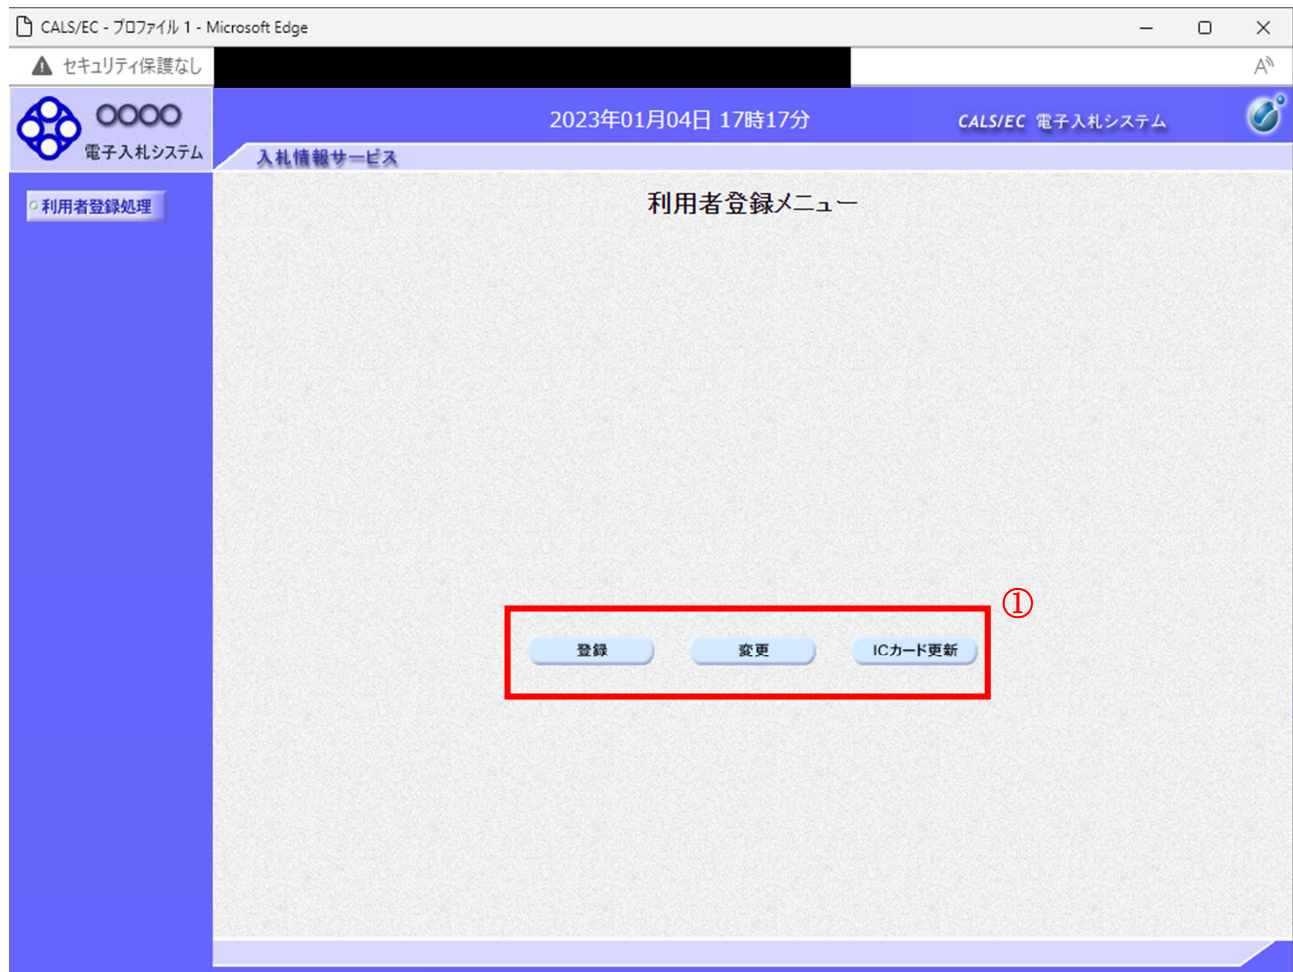 CALS/EC - プロファイル 1 - Microsoft Edge
セキュリティ保護なし
〇〇〇〇
電子入札システム
2023年01月04日 17時17分
CALS/EC 電子入札システム
入札情報サービス
利用者登録処理
利用者登録メニュー
①
登録 変更 ICカード更新